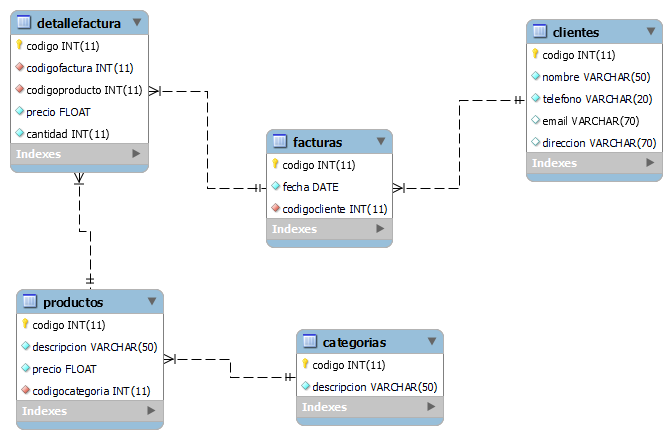 detallefactura
codigo INT(11)
codigofactura INT(11)
codigoproducto INT(11)
precio FLOAT
cantidad INT(11)
Indexes
clientes
codigo INT(11)
nombre VARCHAR(50)
telefono VARCHAR(20)
email VARCHAR(70)
direccion VARCHAR(70)
Indexes
facturas
codigo INT(11)
fecha DATE
codigocliente INT(11)
Indexes
productos
codigo INT(11)
descripcion VARCHAR(50)
precio FLOAT
codigocategoria INT(11)
Indexes
categorias
codigo INT(11)
descripcion VARCHAR(50)
Indexes